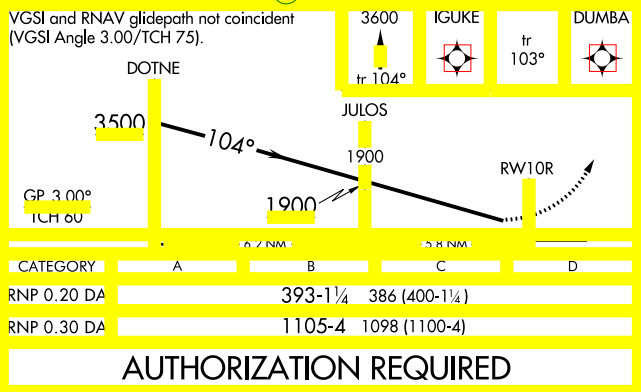 VGSI and RNAV glidepath not coincident
(VGSI Angle 3.00/TCH 75).
3600
tr 104°
IGUKE
tr
103°
DUMBA
DOTNE
JULOS
3500
104°
1900
RW10R
1900
GP 3.00°
TCH 60
6.2 NM
5.8 NM
CATEGORY A B C D
RNP 0.20 DA 393-1¼ 386 (400-1¼)
RNP 0.30 DA 1105-4 1098 (1100-4)
AUTHORIZATION REQUIRED